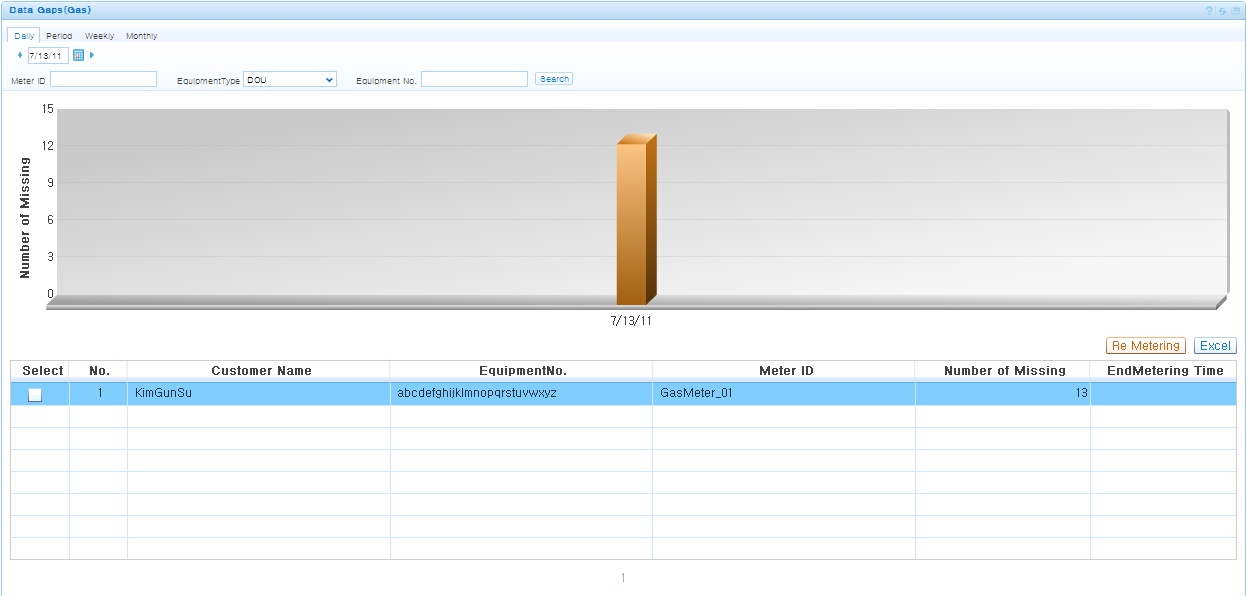 Data Gaps{Gas}
Daily Period Weekly Monthly
7/13/11
Meter ID EquipmentType DCU Equipment No. Search
15
12
9
6
3
0
Number of Missing
7/13/11
Re Metering Excel
Select No. Customer Name EquipmentNo. Meter ID Number of Missing EndMetering Time
1 KimGunSu abcdefghijklmnopqrstuvwxyz GasMeter_01 13
1